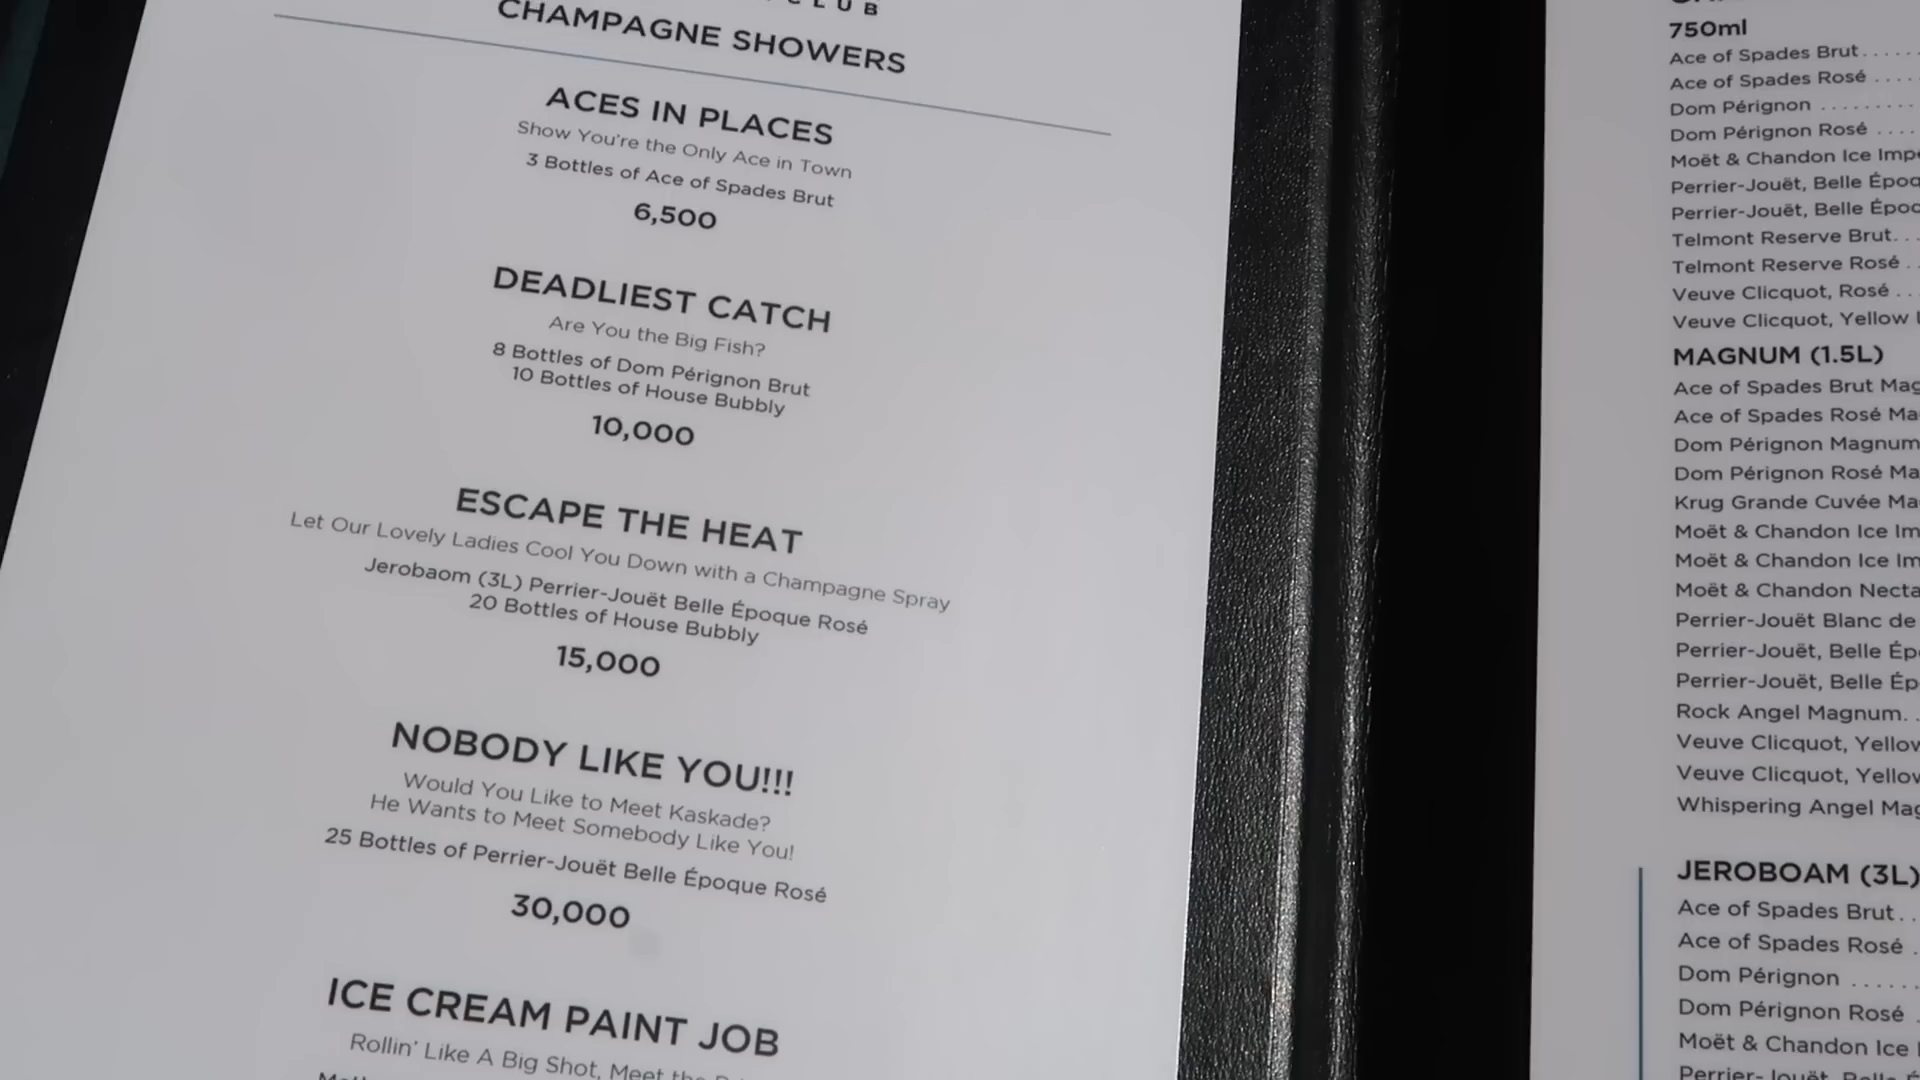 CLUB
CHAMPAGNE SHOWERS
ACES IN PLACES
Show You're the Only Ace in Town
3 Bottles of Ace of Spades Brut
6,500
DEADLIEST CATCH
Are You the Big Fish?
8 Bottles of Dom Pérignon Brut
10 Bottles of House Bubbly
10,000
ESCAPE THE HEAT
Let Our Lovely Ladies Cool You Down with a Champagne Spray
Jerobaom (3L) Perrier-Jouët Belle Époque Rosé
20 Bottles of House Bubbly
15,000
NOBODY LIKE YOU!!!
Would You Like to Meet Kaskade?
He Wants to Meet Somebody Like You!
25 Bottles of Perrier-Jouët Belle Époque Rosé
30,000
ICE CREAM PAINT JOB
Rollin' Like A Big Shot, Meet the
750ml
Ace of Spades Brut
Ace of Spades Rosé
Dom Pérignon
Dom Pérignon Rosé
Moët & Chandon Ice
Perrier-Jouët, Belle
Perrier-Jouët, Belle
Telmont Reserve Brut
Telmont Reserve Rosé
Veuve Clicquot, Rosé
Veuve Clicquot, Yellow
MAGNUM (1.5L)
Ace of Spades Brut
Ace of Spades Rosé
Dom Pérignon Magnum
Dom Pérignon Rosé
Krug Grande Cuvée
Moët & Chandon Ice
Moët & Chandon Ice
Moët & Chandon
Perrier-Jouët Blanc de
Perrier-Jouët, Belle
Perrier-Jouët, Belle
Rock Angel Magnum
Veuve Clicquot,
Veuve Clicquot,
Whispering Angel
JEROBOAM (3L)
Ace of Spades Brut
Ace of Spades Rosé
Dom Pérignon
Dom Pérignon Rosé
Moët & Chandon Ice
Perrier-Jouët, Belle